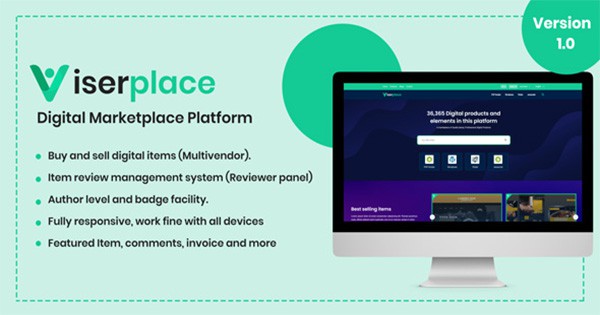 Version
1.0
Viserplace
Digital Marketplace Platform
Buy and sell digital items (Multivendor).
Item review management system (Reviewer panel)
Author level and badge facility.
Fully responsive, work fine with all devices
Featured Item, comments, invoice and more
Viserplace
36,365 Digital products and
elements in this platform
Best selling items